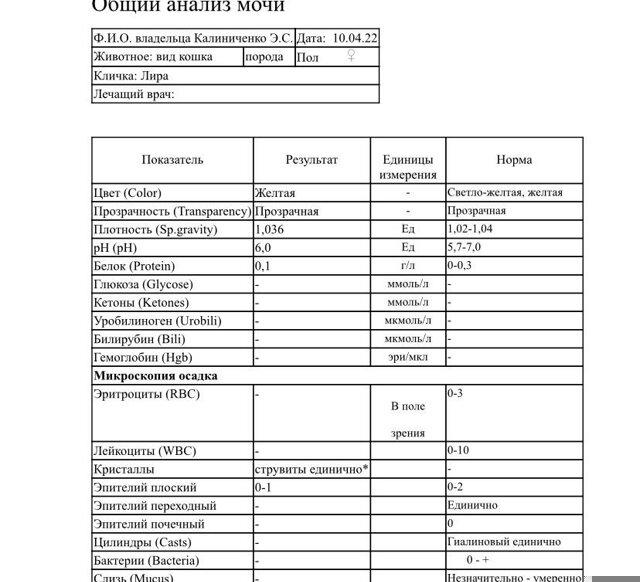 Общий анализ мочи
Ф.И.О. владельца Калиниченко Э.С. Дата: 10.04.22
Животное: вид кошка порода Пол ♀
Кличка: Лира
Лечащий врач:
Показатель Результат Единицы измерения Норма
Цвет (Color) Желтая - Светло-желтая, желтая
Прозрачность (Transparency) Прозрачная - Прозрачная
Плотность (Sp.gravity) 1,036 Ед 1,02-1,04
pH (pH) 6,0 Ед 5,7-7,0
Белок (Protein) 0,1 г/л 0-0,3
Глюкоза (Glycose) - ммоль/л -
Кетоны (Ketones) - ммоль/л -
Уробилиноген (Urobili) - мкмоль/л -
Билирубин (Bili) - мкмоль/л -
Гемоглобин (Hgb) - эри/мкл -
Микроскопия осадка
Эритроциты (RBC) - В поле зрения 0-3
Лейкоциты (WBC) - 0-10
Кристаллы струвиты единично* -
Эпителий плоский 0-1 0-2
Эпителий переходный - Единично
Эпителий почечный - 0
Цилиндры (Casts) - Гиалиновый единично
Бактерии (Bacteria) - 0 - +
Слизь (Mucus) - Незначительно - умеренно